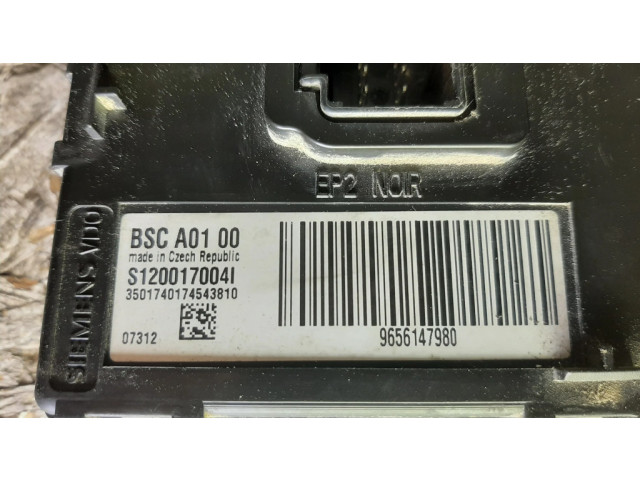 EP2 NOIR
SIEMENS VDO
BSC A01 00
made in Czech Republic
S120017004I
3501740174543810
07312
9656147980